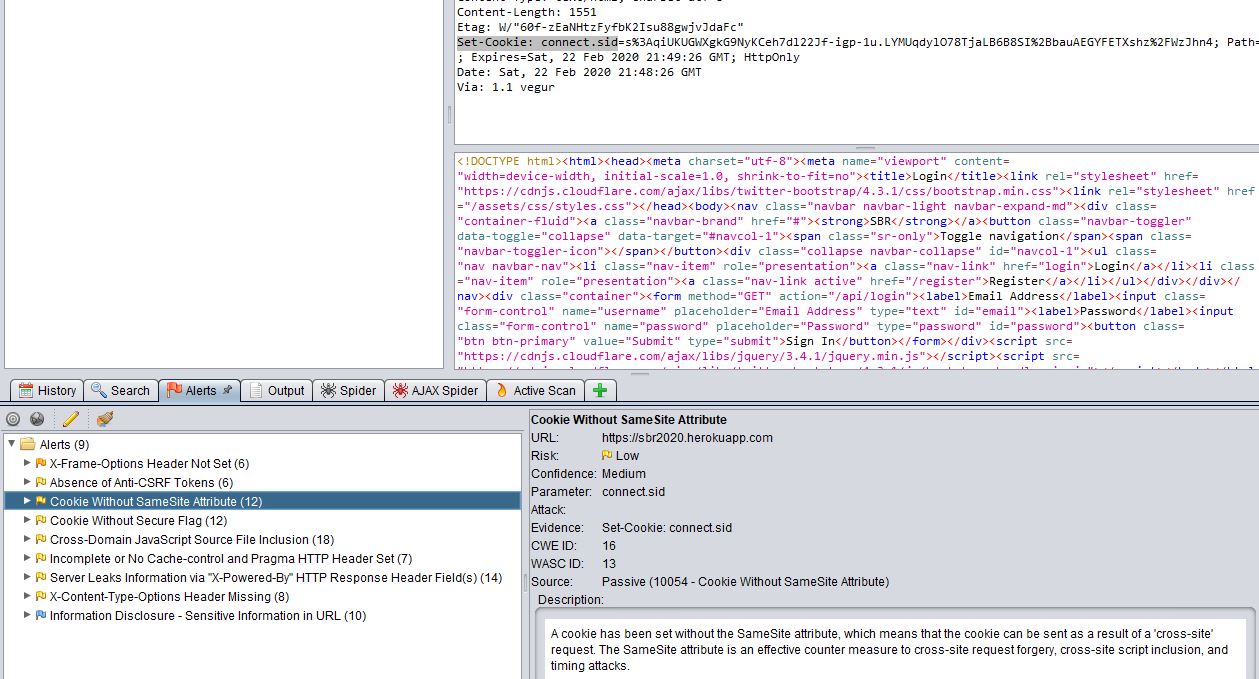 Content-Length: 1551
Etag: W/"60f-zEaNHtzFyfbK2Isu88gwjvJdaFc"
Set-Cookie: connect.sid=s%3AqiUKUGWXgkG9NyKCeh7dl22Jf-igp-1u.LYMUqdylO78TjaLB6B8SI%2BbauAEGYFETXshz%2FWzJhn4; Path=
; Expires=Sat, 22 Feb 2020 21:49:26 GMT; HttpOnly
Date: Sat, 22 Feb 2020 21:48:26 GMT
Via: 1.1 vegur
<!DOCTYPE html><html><head><meta charset="utf-8"><meta name="viewport" content=
"width=device-width, initial-scale=1.0, shrink-to-fit=no"><title>Login</title><link rel="stylesheet" href=
"https://cdnjs.cloudflare.com/ajax/libs/twitter-bootstrap/4.3.1/css/bootstrap.min.css"><link rel="stylesheet" href
="/assets/css/styles.css"></head><body><nav class="navbar navbar-light navbar-expand-md"><div class=
"container-fluid"><a class="navbar-brand" href="#"><strong>SBR</strong></a><button class="navbar-toggler"
data-toggle="collapse" data-target="#navcol-1"><span class="sr-only">Toggle navigation</span><span class=
"navbar-toggler-icon"></span></button><div class="collapse navbar-collapse" id="navcol-1"><ul class=
"nav navbar-nav"><li class="nav-item" role="presentation"><a class="nav-link" href="login">Login</a></li><li class
="nav-item" role="presentation"><a class="nav-link active" href="/register">Register</a></li></ul></div></div></
nav><div class="container"><form method="GET" action="/api/login"><label>Email Address</label><input class=
"form-control" name="username" placeholder="Email Address" type="text" id="email"><label>Password</label><input
class="form-control" name="password" placeholder="Password" type="password" id="password"><button class=
"btn btn-primary" value="Submit" type="submit">Sign In</button></form></div><script src=
"https://cdnjs.cloudflare.com/ajax/libs/jquery/3.4.1/jquery.min.js"></script><script src=
History
Search
Alerts
Output
Spider
AJAX Spider
Active Scan
Alerts (9)
X-Frame-Options Header Not Set (6)
Absence of Anti-CSRF Tokens (6)
Cookie Without SameSite Attribute (12)
Cookie Without Secure Flag (12)
Cross-Domain JavaScript Source File Inclusion (18)
Incomplete or No Cache-control and Pragma HTTP Header Set (7)
Server Leaks Information via "X-Powered-By" HTTP Response Header Field(s) (14)
X-Content-Type-Options Header Missing (8)
Information Disclosure - Sensitive Information in URL (10)
Cookie Without SameSite Attribute
URL: https://sbr2020.herokuapp.com
Risk: Low
Confidence: Medium
Parameter: connect.sid
Attack:
Evidence: Set-Cookie: connect.sid
CWE ID: 16
WASC ID: 13
Source: Passive (10054 - Cookie Without SameSite Attribute)
Description:
A cookie has been set without the SameSite attribute, which means that the cookie can be sent as a result of a 'cross-site'
request. The SameSite attribute is an effective counter measure to cross-site request forgery, cross-site script inclusion, and
timing attacks.